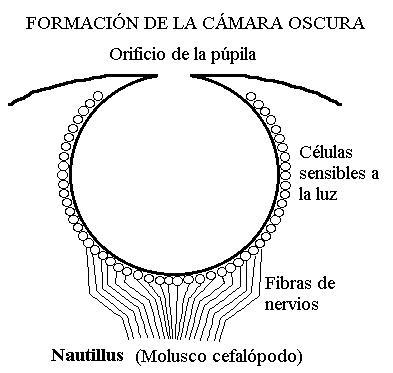 FORMACIÓN DE LA CÁMARA OSCURA
Orificio de la púpila
Células
sensibles a
la luz
Fibras de
nervios
Nautillus (Molusco cefalópodo)